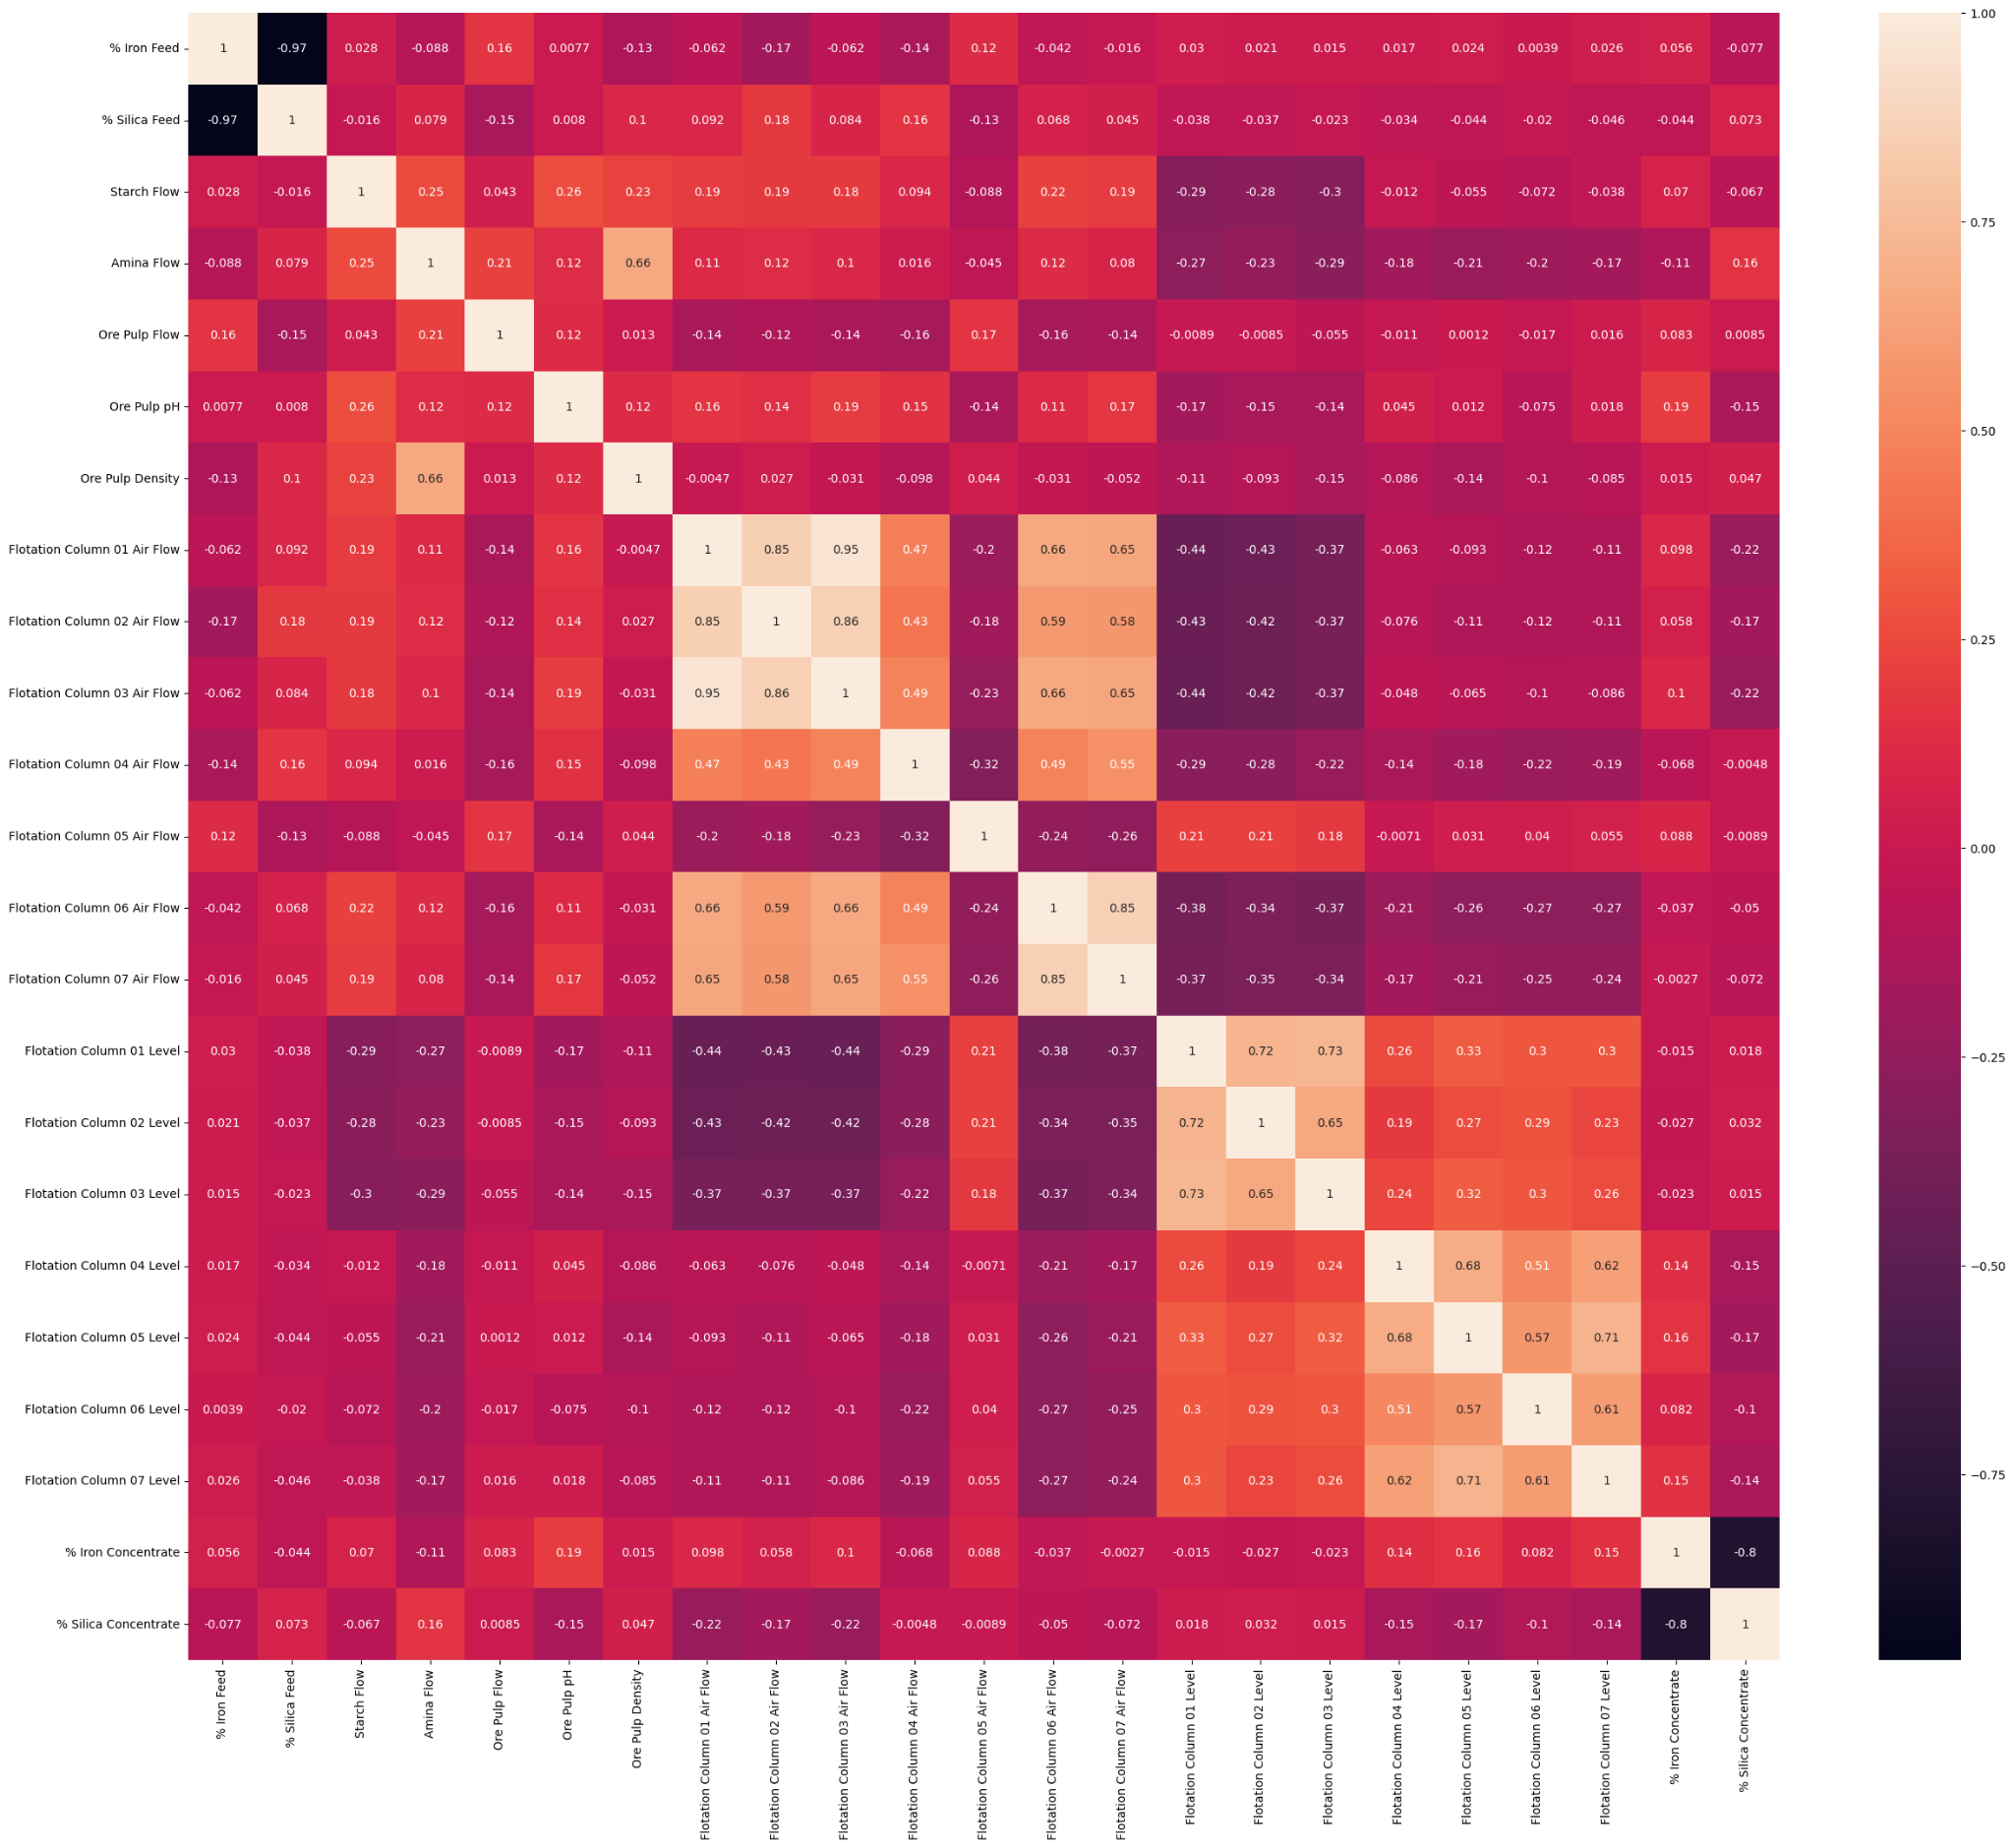 % Iron Feed 1 -0.97 0.028 -0.088 0.16 0.0077 -0.13 -0.062 -0.17 -0.062 -0.14 0.12 -0.042 -0.016 0.03 0.021 0.015 0.017 0.024 0.0039 0.026 0.056 -0.077
% Silica Feed -0.97 1 -0.016 0.079 -0.15 0.008 0.1 0.092 0.18 0.084 0.16 -0.13 0.068 0.045 -0.038 -0.037 -0.023 -0.034 -0.044 -0.02 -0.046 -0.044 0.073
Starch Flow 0.028 -0.016 1 0.25 0.043 0.26 0.23 0.19 0.19 0.18 0.094 -0.088 0.22 0.19 -0.29 -0.28 -0.3 -0.012 -0.055 -0.072 -0.038 0.07 -0.067
Amina Flow -0.088 0.079 0.25 1 0.21 0.12 0.66 0.11 0.12 0.1 0.016 -0.045 0.12 0.08 -0.27 -0.23 -0.29 -0.18 -0.21 -0.2 -0.17 -0.11 0.16
Ore Pulp Flow 0.16 -0.15 0.043 0.21 1 0.12 0.013 -0.14 -0.12 -0.14 -0.16 0.17 -0.16 -0.14 -0.0089 -0.0085 -0.055 -0.011 0.0012 -0.017 0.016 0.083 0.0085
Ore Pulp pH 0.0077 0.008 0.26 0.12 0.12 1 0.12 0.16 0.14 0.19 0.15 -0.14 0.11 0.17 -0.17 -0.15 -0.14 0.045 0.012 -0.075 0.018 0.19 -0.15
Ore Pulp Density -0.13 0.1 0.23 0.66 0.013 0.12 1 -0.0047 0.027 -0.031 -0.098 0.044 -0.031 -0.052 -0.11 -0.093 -0.15 -0.086 -0.14 -0.1 -0.085 0.015 0.047
Flotation Column 01 Air Flow -0.062 0.092 0.19 0.11 -0.14 0.16 -0.0047 1 0.85 0.95 0.47 -0.2 0.66 0.65 -0.44 -0.43 -0.37 -0.063 -0.093 -0.12 -0.11 0.098 -0.22
Flotation Column 02 Air Flow -0.17 0.18 0.19 0.12 -0.12 0.14 0.027 0.85 1 0.86 0.43 -0.18 0.59 0.58 -0.43 -0.42 -0.37 -0.076 -0.11 -0.12 -0.11 0.058 -0.17
Flotation Column 03 Air Flow -0.062 0.084 0.18 0.1 -0.14 0.19 -0.031 0.95 0.86 1 0.49 -0.23 0.66 0.65 -0.44 -0.42 -0.37 -0.048 -0.065 -0.1 -0.086 0.1 -0.22
Flotation Column 04 Air Flow -0.14 0.16 0.094 0.016 -0.16 0.15 -0.098 0.47 0.43 0.49 1 -0.32 0.49 0.55 -0.29 -0.28 -0.22 -0.14 -0.18 -0.22 -0.19 -0.068 -0.0048
Flotation Column 05 Air Flow 0.12 -0.13 -0.088 -0.045 0.17 -0.14 0.044 -0.2 -0.18 -0.23 -0.32 1 -0.24 -0.26 0.21 0.21 0.18 -0.0071 0.031 0.04 0.055 0.088 -0.0089
Flotation Column 06 Air Flow -0.042 0.068 0.22 0.12 -0.16 0.11 -0.031 0.66 0.59 0.66 0.49 -0.24 1 0.85 -0.38 -0.34 -0.37 -0.21 -0.26 -0.27 -0.27 -0.037 -0.05
Flotation Column 07 Air Flow -0.016 0.045 0.19 0.08 -0.14 0.17 -0.052 0.65 0.58 0.65 0.55 -0.26 0.85 1 -0.37 -0.35 -0.34 -0.17 -0.21 -0.25 -0.24 -0.0027 -0.072
Flotation Column 01 Level 0.03 -0.038 -0.29 -0.27 -0.0089 -0.17 -0.11 -0.44 -0.43 -0.44 -0.29 0.21 -0.38 -0.37 1 0.72 0.73 0.26 0.33 0.3 0.3 -0.015 0.018
Flotation Column 02 Level 0.021 -0.037 -0.28 -0.23 -0.0085 -0.15 -0.093 -0.43 -0.42 -0.42 -0.28 0.21 -0.34 -0.35 0.72 1 0.65 0.19 0.27 0.29 0.23 -0.027 0.032
Flotation Column 03 Level 0.015 -0.023 -0.3 -0.29 -0.055 -0.14 -0.15 -0.37 -0.37 -0.37 -0.22 0.18 -0.37 -0.34 0.73 0.65 1 0.24 0.32 0.3 0.26 -0.023 0.015
Flotation Column 04 Level 0.017 -0.034 -0.012 -0.18 -0.011 0.045 -0.086 -0.063 -0.076 -0.048 -0.14 -0.0071 -0.21 -0.17 0.26 0.19 0.24 1 0.68 0.51 0.62 0.14 -0.15
Flotation Column 05 Level 0.024 -0.044 -0.055 -0.21 0.0012 0.012 -0.14 -0.093 -0.11 -0.065 -0.18 0.031 -0.26 -0.21 0.33 0.27 0.32 0.68 1 0.57 0.71 0.16 -0.17
Flotation Column 06 Level 0.0039 -0.02 -0.072 -0.2 -0.017 -0.075 -0.1 -0.12 -0.12 -0.1 -0.22 0.04 -0.27 -0.25 0.3 0.29 0.3 0.51 0.57 1 0.61 0.082 -0.1
Flotation Column 07 Level 0.026 -0.046 -0.038 -0.17 0.016 0.018 -0.085 -0.11 -0.11 -0.086 -0.19 0.055 -0.27 -0.24 0.3 0.23 0.26 0.62 0.71 0.61 1 0.15 -0.14
% Iron Concentrate 0.056 -0.044 0.07 -0.11 0.083 0.19 0.015 0.098 0.058 0.1 -0.068 0.088 -0.037 -0.0027 -0.015 -0.027 -0.023 0.14 0.16 0.082 0.15 1 -0.8
% Silica Concentrate -0.077 0.073 -0.067 0.16 0.0085 -0.15 0.047 -0.22 -0.17 -0.22 -0.0048 -0.0089 -0.05 -0.072 0.018 0.032 0.015 -0.15 -0.17 -0.1 -0.14 -0.8 1
% Iron Feed
% Silica Feed
Starch Flow
Amina Flow
Ore Pulp Flow
Ore Pulp pH
Ore Pulp Density
Flotation Column 01 Air Flow
Flotation Column 02 Air Flow
Flotation Column 03 Air Flow
Flotation Column 04 Air Flow
Flotation Column 05 Air Flow
Flotation Column 06 Air Flow
Flotation Column 07 Air Flow
Flotation Column 01 Level
Flotation Column 02 Level
Flotation Column 03 Level
Flotation Column 04 Level
Flotation Column 05 Level
Flotation Column 06 Level
Flotation Column 07 Level
% Iron Concentrate
% Silica Concentrate
1.00
0.75
0.50
0.25
0.00
−0.25
−0.50
−0.75